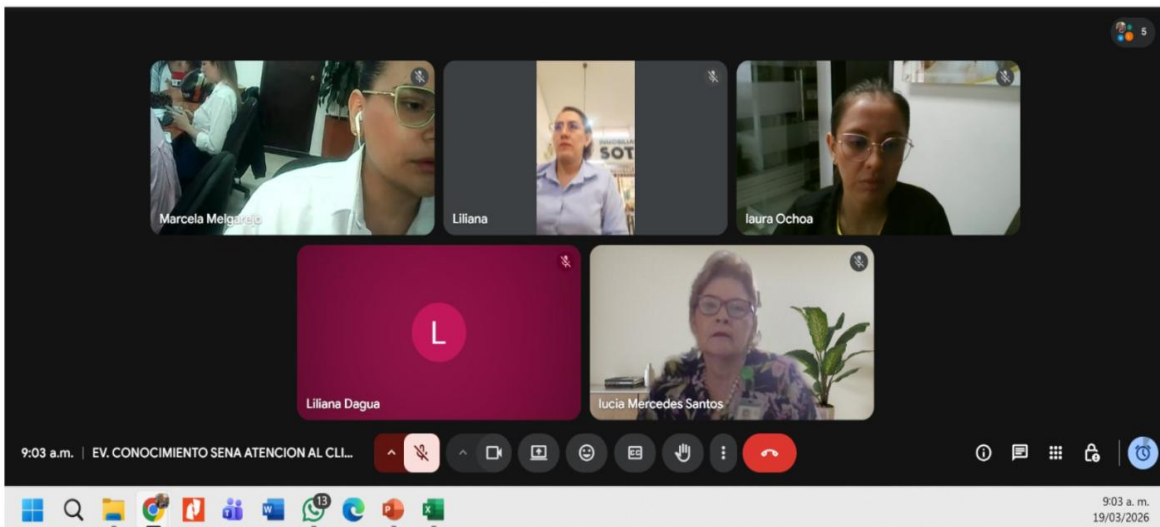 5
Marcela Melgarejo
Liliana
SOT
laura Ochoa
L
Liliana Dagua
lucia Mercedes Santos
9:03 a.m. | EV. CONOCIMIENTO SENA ATENCION AL CLI...
CC
13
9:03 a. m.
19/03/2026